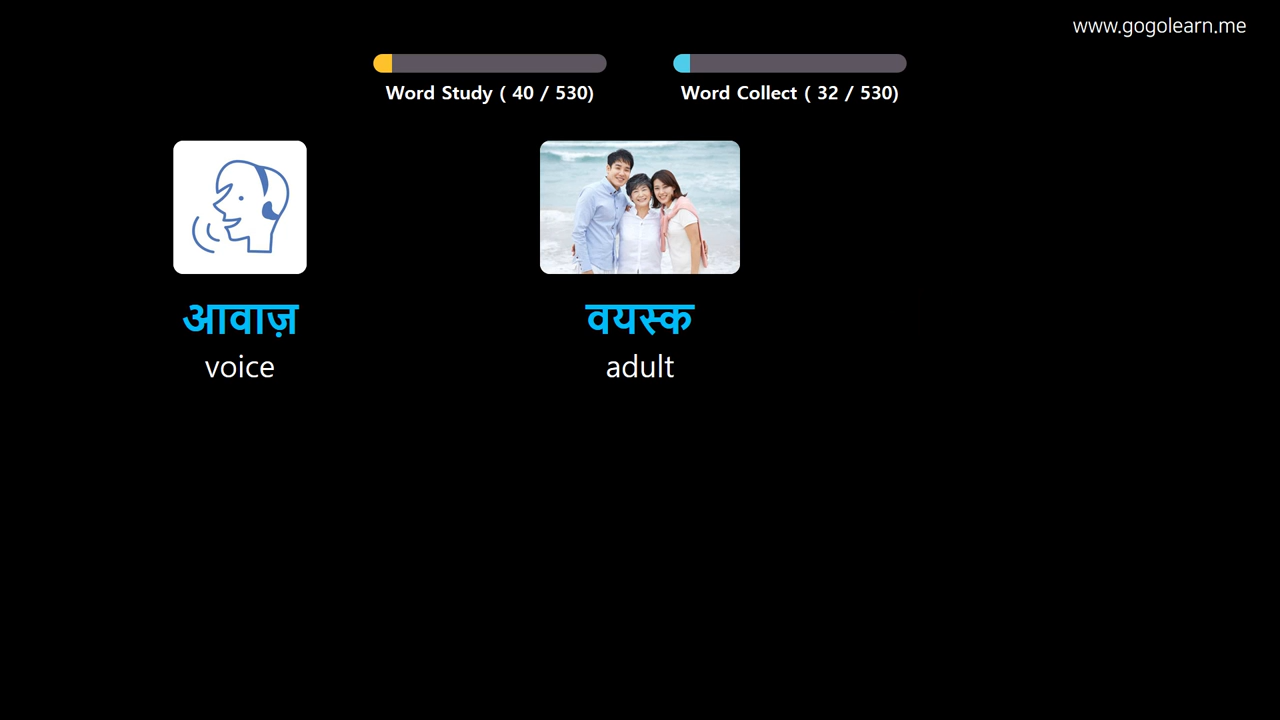 www.gogolearn.me
Word Study ( 40 / 530)
Word Collect ( 32 / 530)
आवाज़
voice
वयस्क
adult